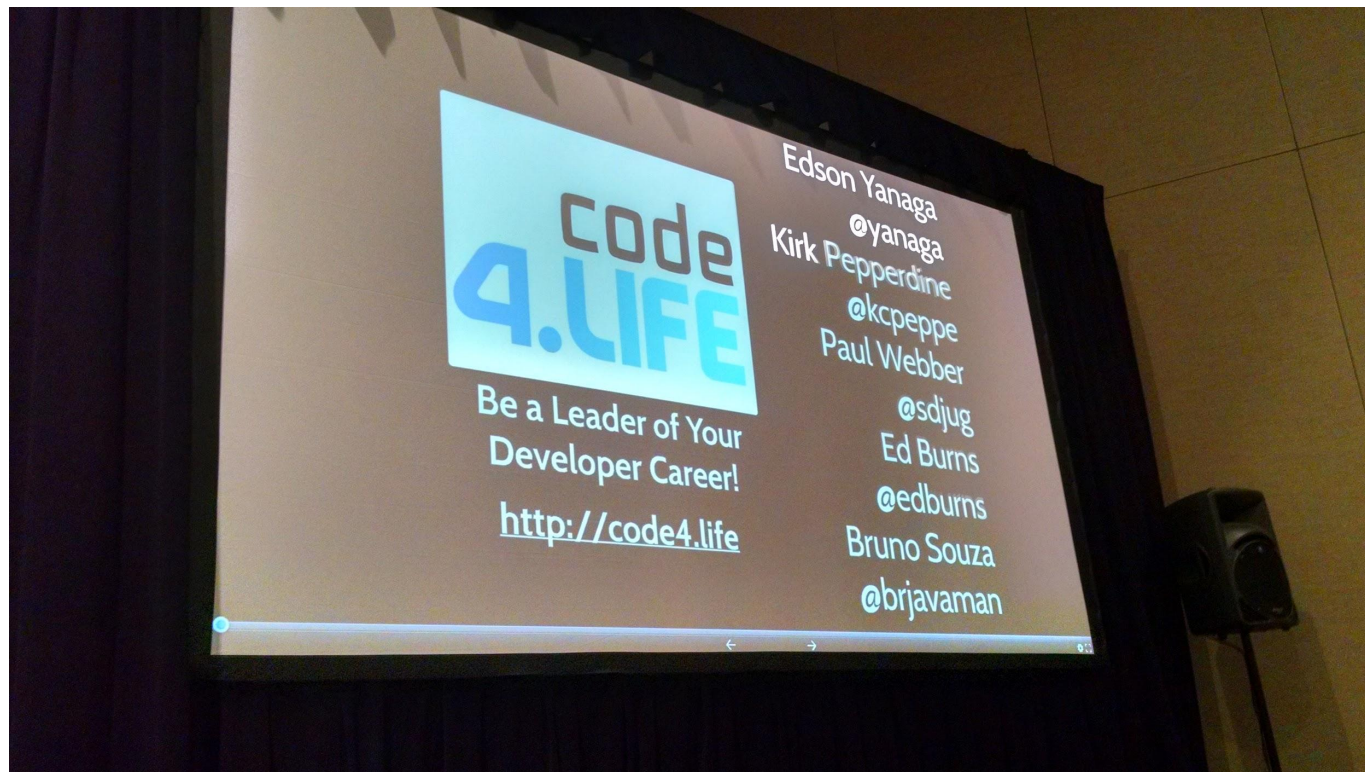 code
4.LIFE
Be a Leader of Your
Developer Career!
http://code4.life
Edson Yanaga
@yanaga
Kirk Pepperdine
@kcpeppe
Paul Webber
@sdjug
Ed Burns
@edburns
Bruno Souza
@brjavaman